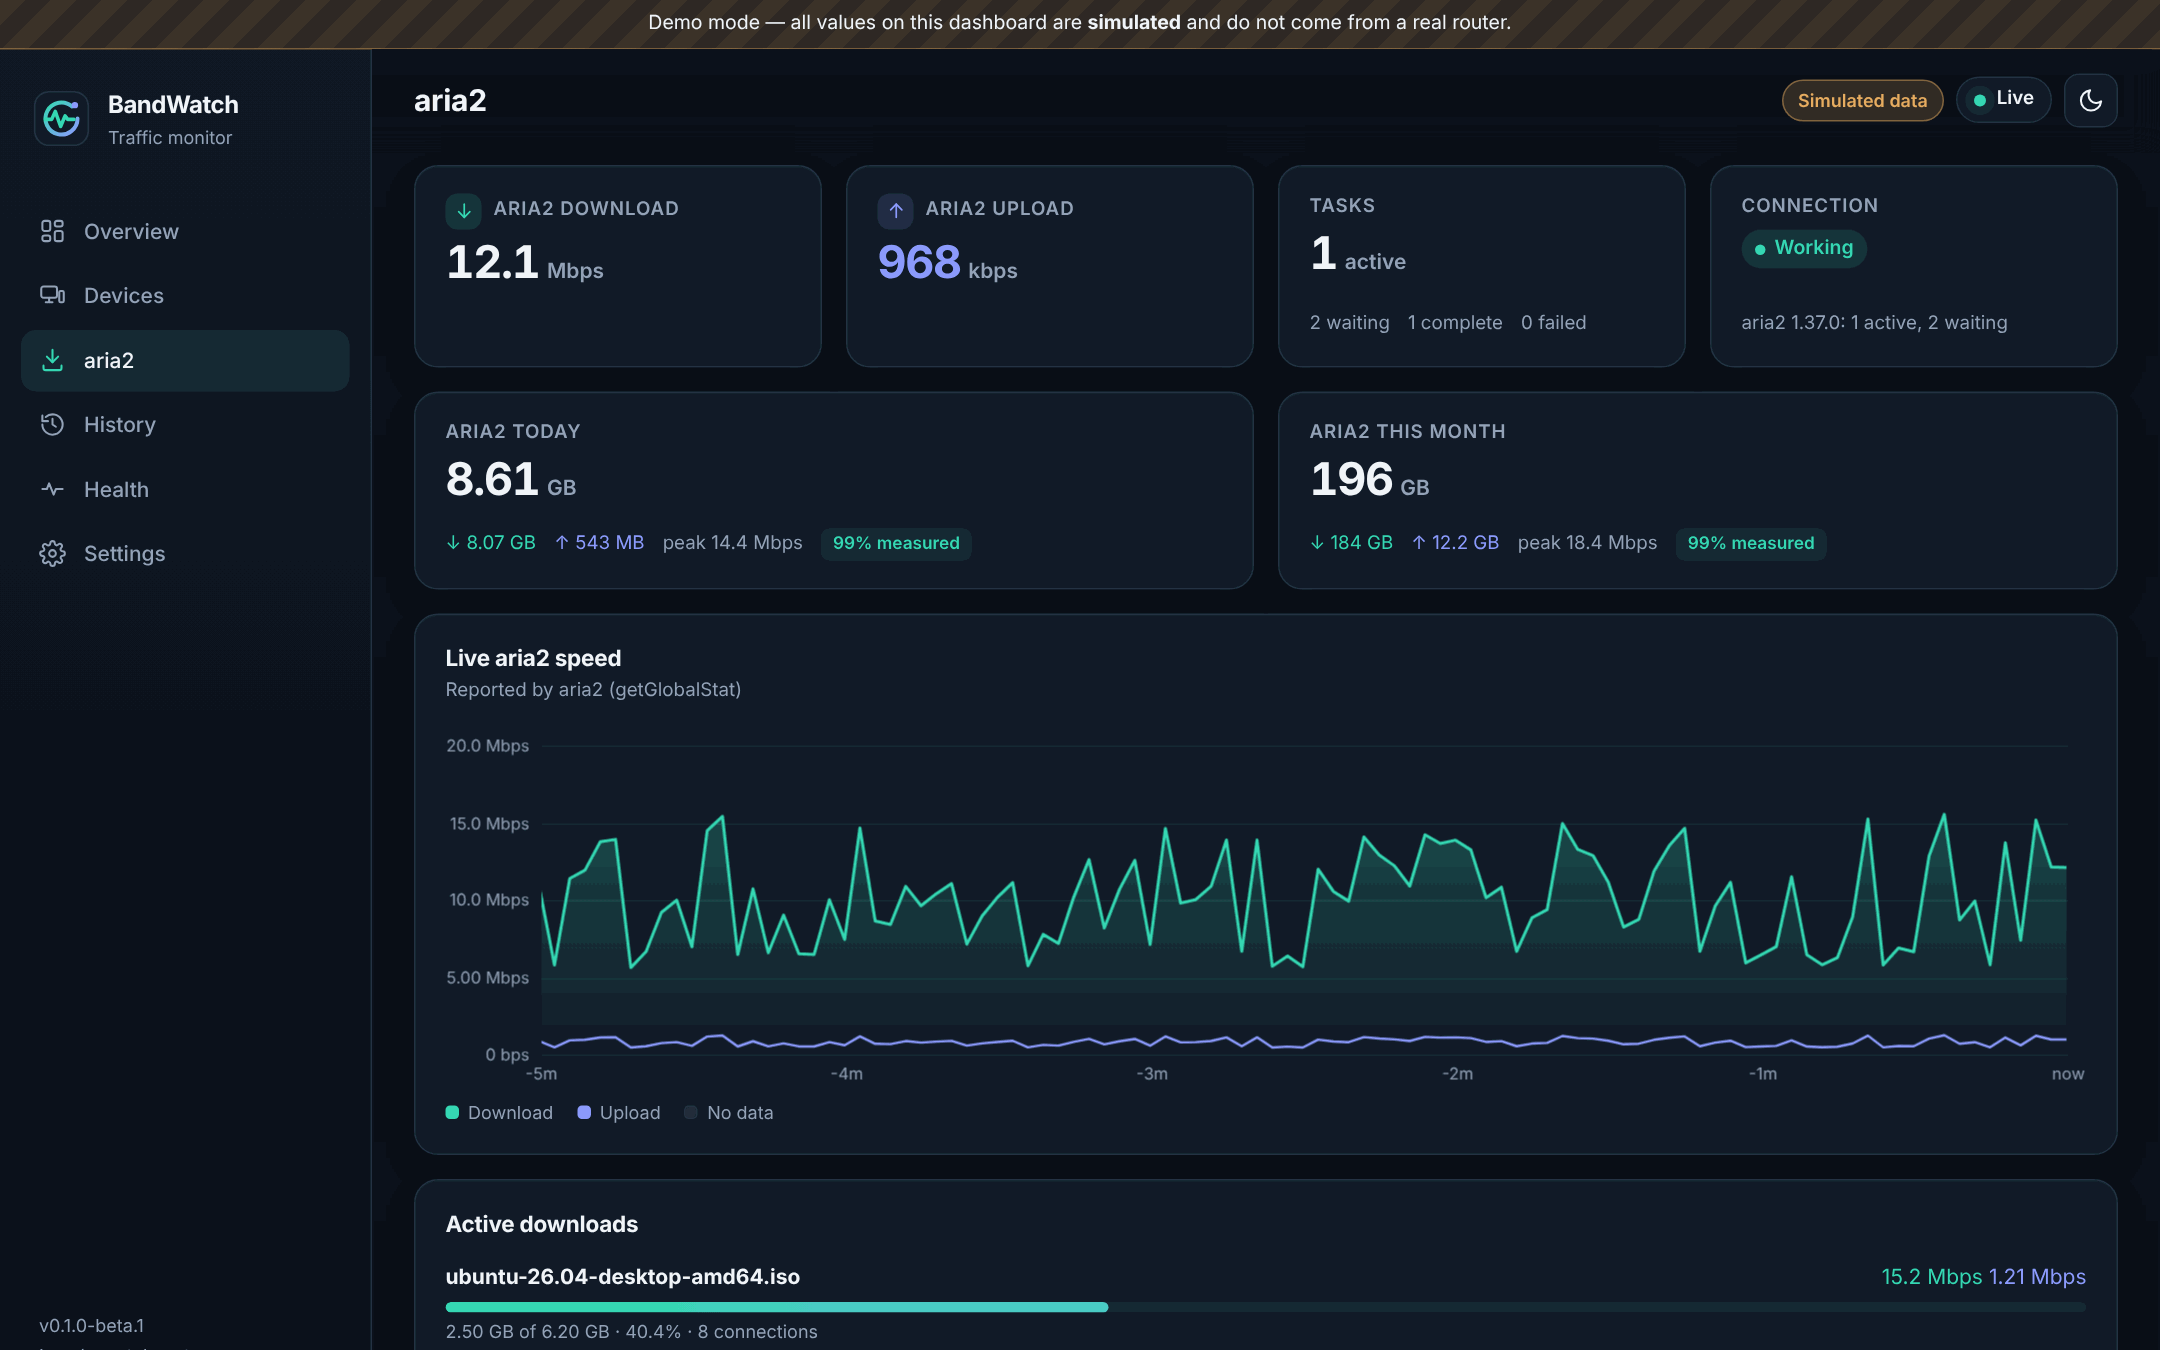 Demo mode — all values on this dashboard are simulated and do not come from a real router.
BandWatch
Traffic monitor
Overview
Devices
aria2
History
Health
Settings
v0.1.0-beta.1
aria2
Simulated data
Live
ARIA2 DOWNLOAD
12.1 Mbps
ARIA2 UPLOAD
968 kbps
TASKS
1 active
2 waiting 1 complete 0 failed
CONNECTION
Working
aria2 1.37.0: 1 active, 2 waiting
ARIA2 TODAY
8.61 GB
↓ 8.07 GB ↑ 543 MB peak 14.4 Mbps 99% measured
ARIA2 THIS MONTH
196 GB
↓ 184 GB ↑ 12.2 GB peak 18.4 Mbps 99% measured
Live aria2 speed
Reported by aria2 (getGlobalStat)
20.0 Mbps
15.0 Mbps
10.0 Mbps
5.00 Mbps
0 bps
-5m -4m -3m -2m -1m now
Download Upload No data
Active downloads
ubuntu-26.04-desktop-amd64.iso 15.2 Mbps 1.21 Mbps
2.50 GB of 6.20 GB · 40.4% · 8 connections